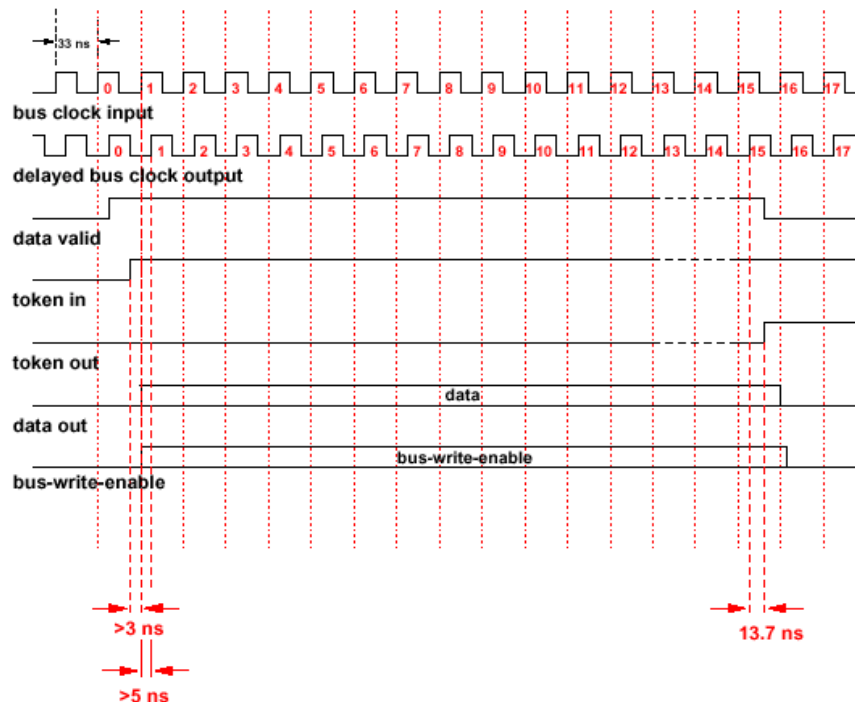 33 ns
0 1 2 3 4 5 6 7 8 9 10 11 12 13 14 15 16 17
bus clock input
0 1 2 3 4 5 6 7 8 9 10 11 12 13 14 15 16 17
delayed bus clock output
data valid
token in
token out
data
data out
bus-write-enable
bus-write-enable
>3 ns
13.7 ns
>5 ns